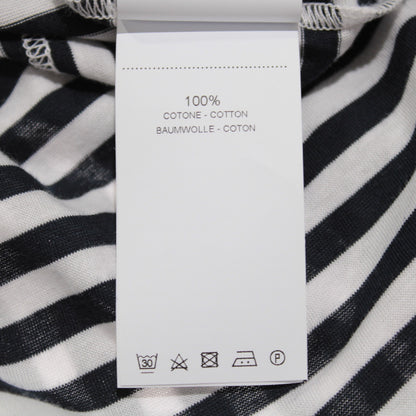 100%
COTONE - COTTON
BAUMWOLLE - COTON
30 P